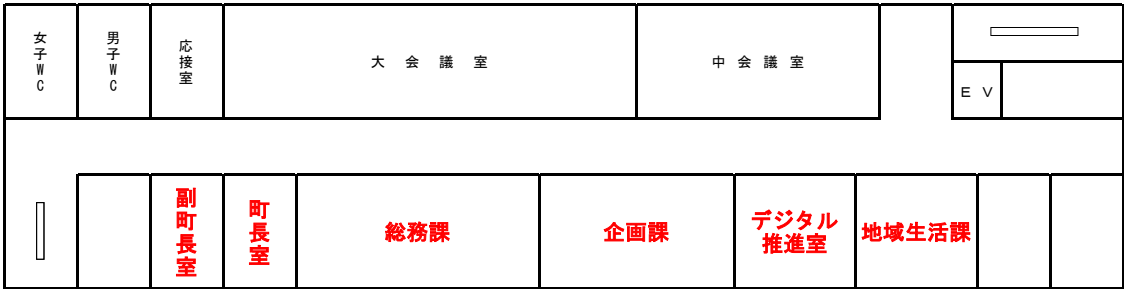 女子WC
男子WC
応接室
大会議室
中会議室
ＥＶ
副町長室
町長室
総務課
企画課
デジタル
推進室
地域生活課